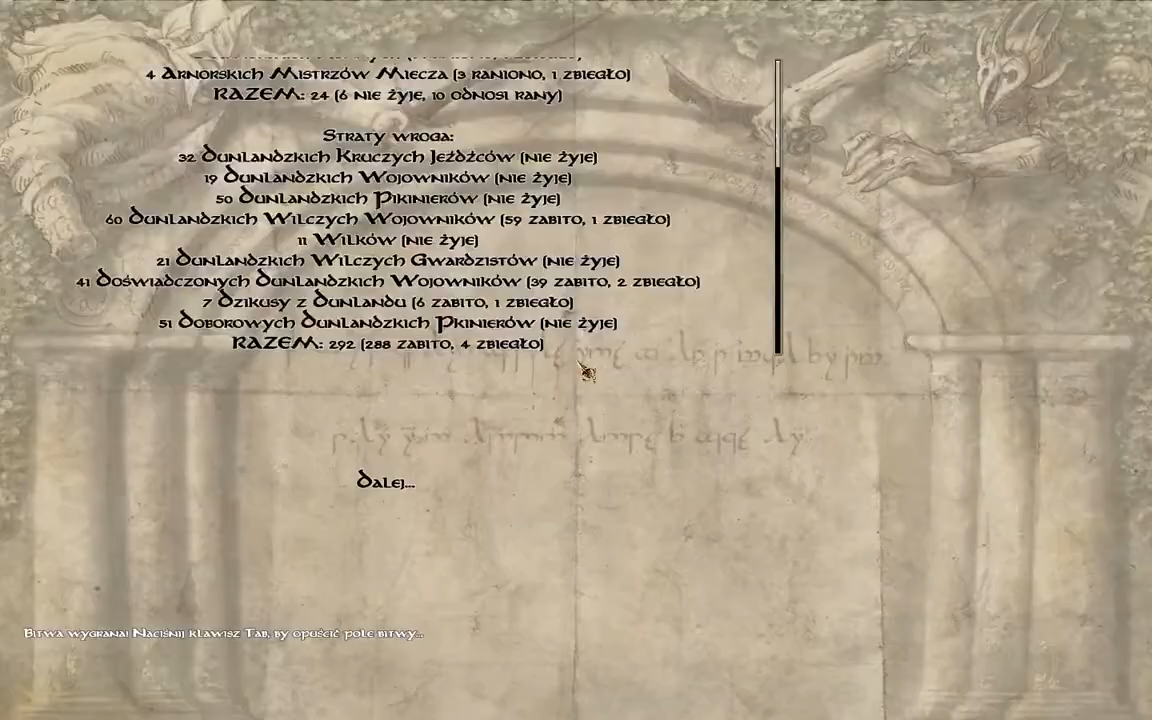 4 Arnorskich Mistrzów Miecza (3 raniono, 1 zbiegło)
RAZEM: 24 (6 nie żyje, 10 odnosi rany)
Straty wroga:
32 Dunlandzkich Kruczych Jeźdźców (nie żyje)
19 Dunlandzkich Wojowników (nie żyje)
50 Dunlandzkich Pikinierów (nie żyje)
60 Dunlandzkich Wilczych Wojowników (59 zabito, 1 zbiegło)
11 Wilków (nie żyje)
21 Dunlandzkich Wilczych Gwardzistów (nie żyje)
41 Doświadczonych Dunlandzkich Wojowników (39 zabito, 2 zbiegło)
7 Dzikusy z Dunlandu (6 zabito, 1 zbiegło)
51 Doborowych Dunlandzkich Pkinierów (nie żyje)
RAZEM: 292 (288 zabito, 4 zbiegło)
Dalej...
Bitwa wygrana! Naciśnij klawisz Tab, by opuścić pole bitwy...